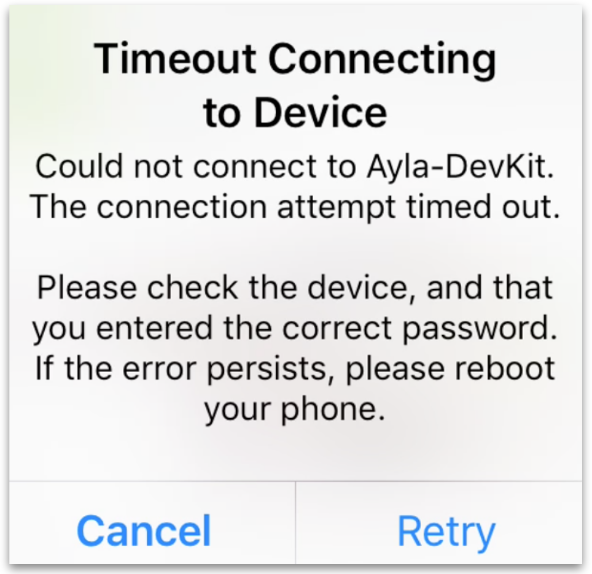 Timeout Connecting
to Device
Could not connect to Ayla-DevKit.
The connection attempt timed out.
Please check the device, and that
you entered the correct password.
If the error persists, please reboot
your phone.
Cancel
Retry